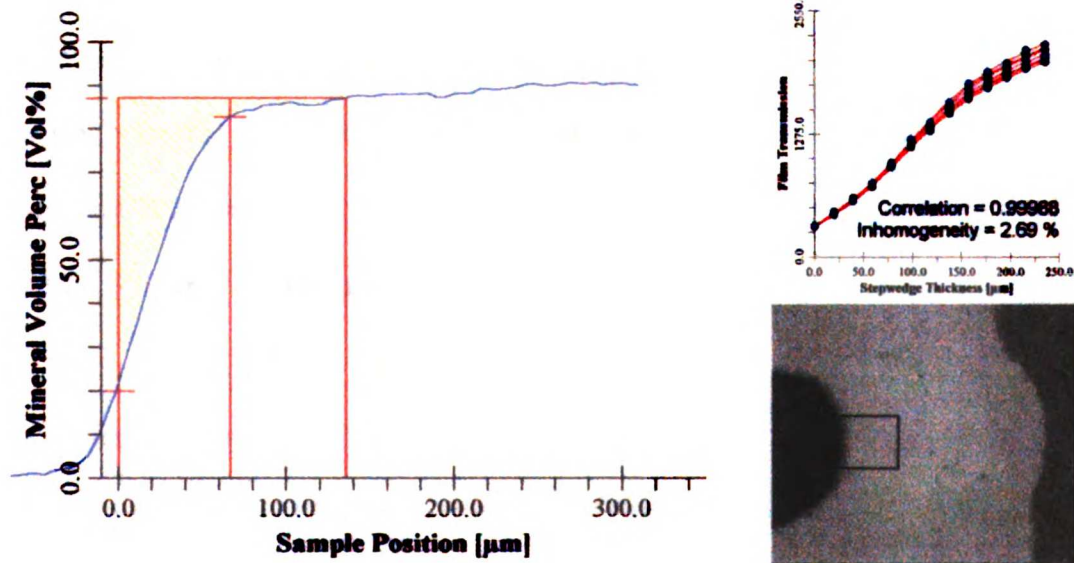 Mineral Volume Perc [Vol%]
100.0
50.0
0.0
0.0 100.0 200.0 300.0
Sample Position [µm]
Film Transmission
2550.0
1275.0
0.0
Correlation = 0.99988
Inhomogeneity = 2.69 %
0.0 50.0 100.0 150.0 200.0 250.0
Stepwedge Thickness [µm]